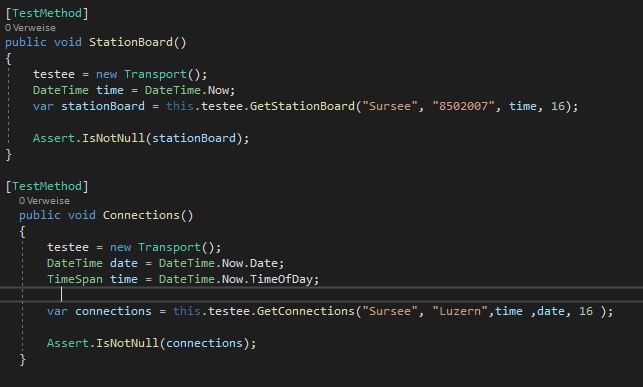 [TestMethod]
0 Verweise
public void StationBoard()
{
testee = new Transport();
DateTime time = DateTime.Now;
var stationBoard = this.testee.GetStationBoard("Sursee", "8502007", time, 16);
Assert.IsNotNull(stationBoard);
}
[TestMethod]
0 Verweise
public void Connections()
{
testee = new Transport();
DateTime date = DateTime.Now.Date;
TimeSpan time = DateTime.Now.TimeOfDay;
var connections = this.testee.GetConnections("Sursee", "Luzern",time ,date, 16 );
Assert.IsNotNull(connections);
}